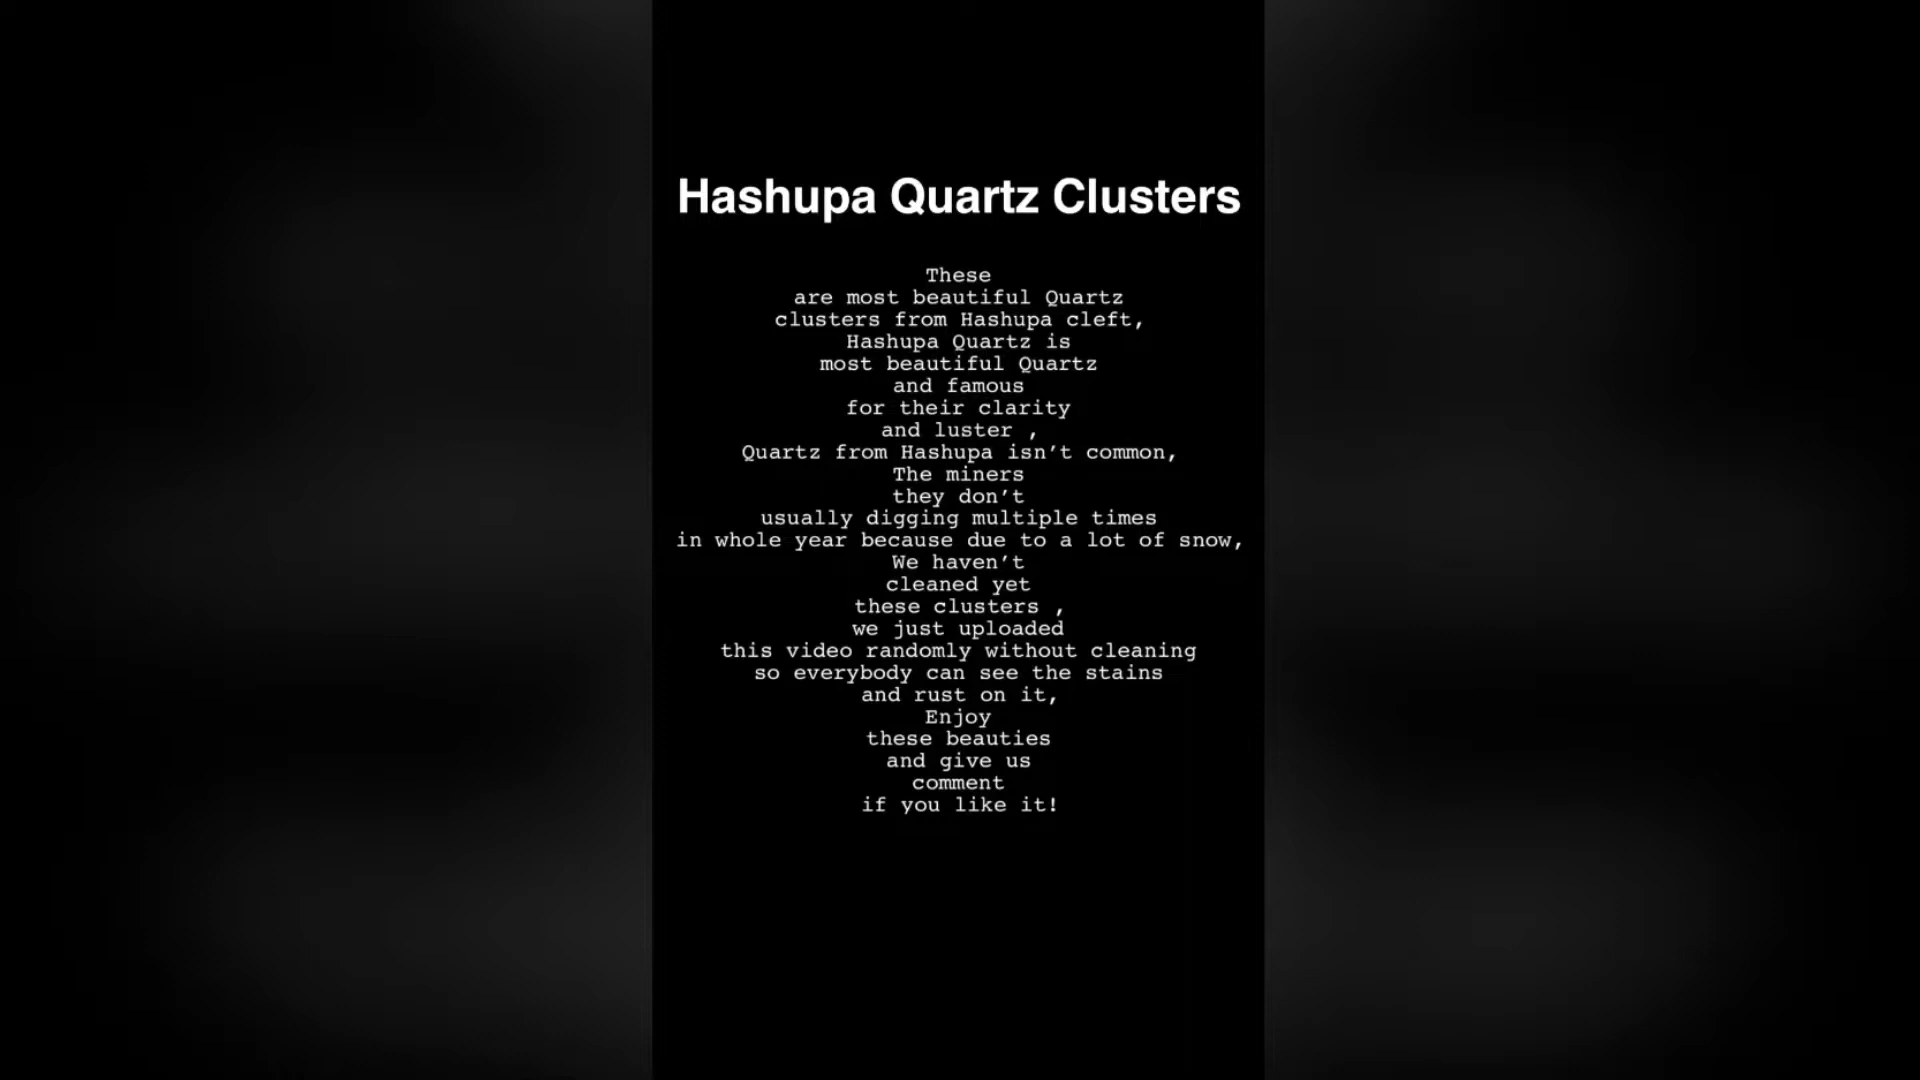 Hashupa Quartz Clusters
These
are most beautiful Quartz
clusters from Hashupa cleft,
Hashupa Quartz is
most beautiful Quartz
and famous
for their clarity
and luster ,
Quartz from Hashupa isn’t common,
The miners
they don’t
usually digging multiple times
in whole year because due to a lot of snow,
We haven’t
cleaned yet
these clusters ,
we just uploaded
this video randomly without cleaning
so everybody can see the stains
and rust on it,
Enjoy
these beauties
and give us
comment
if you like it!